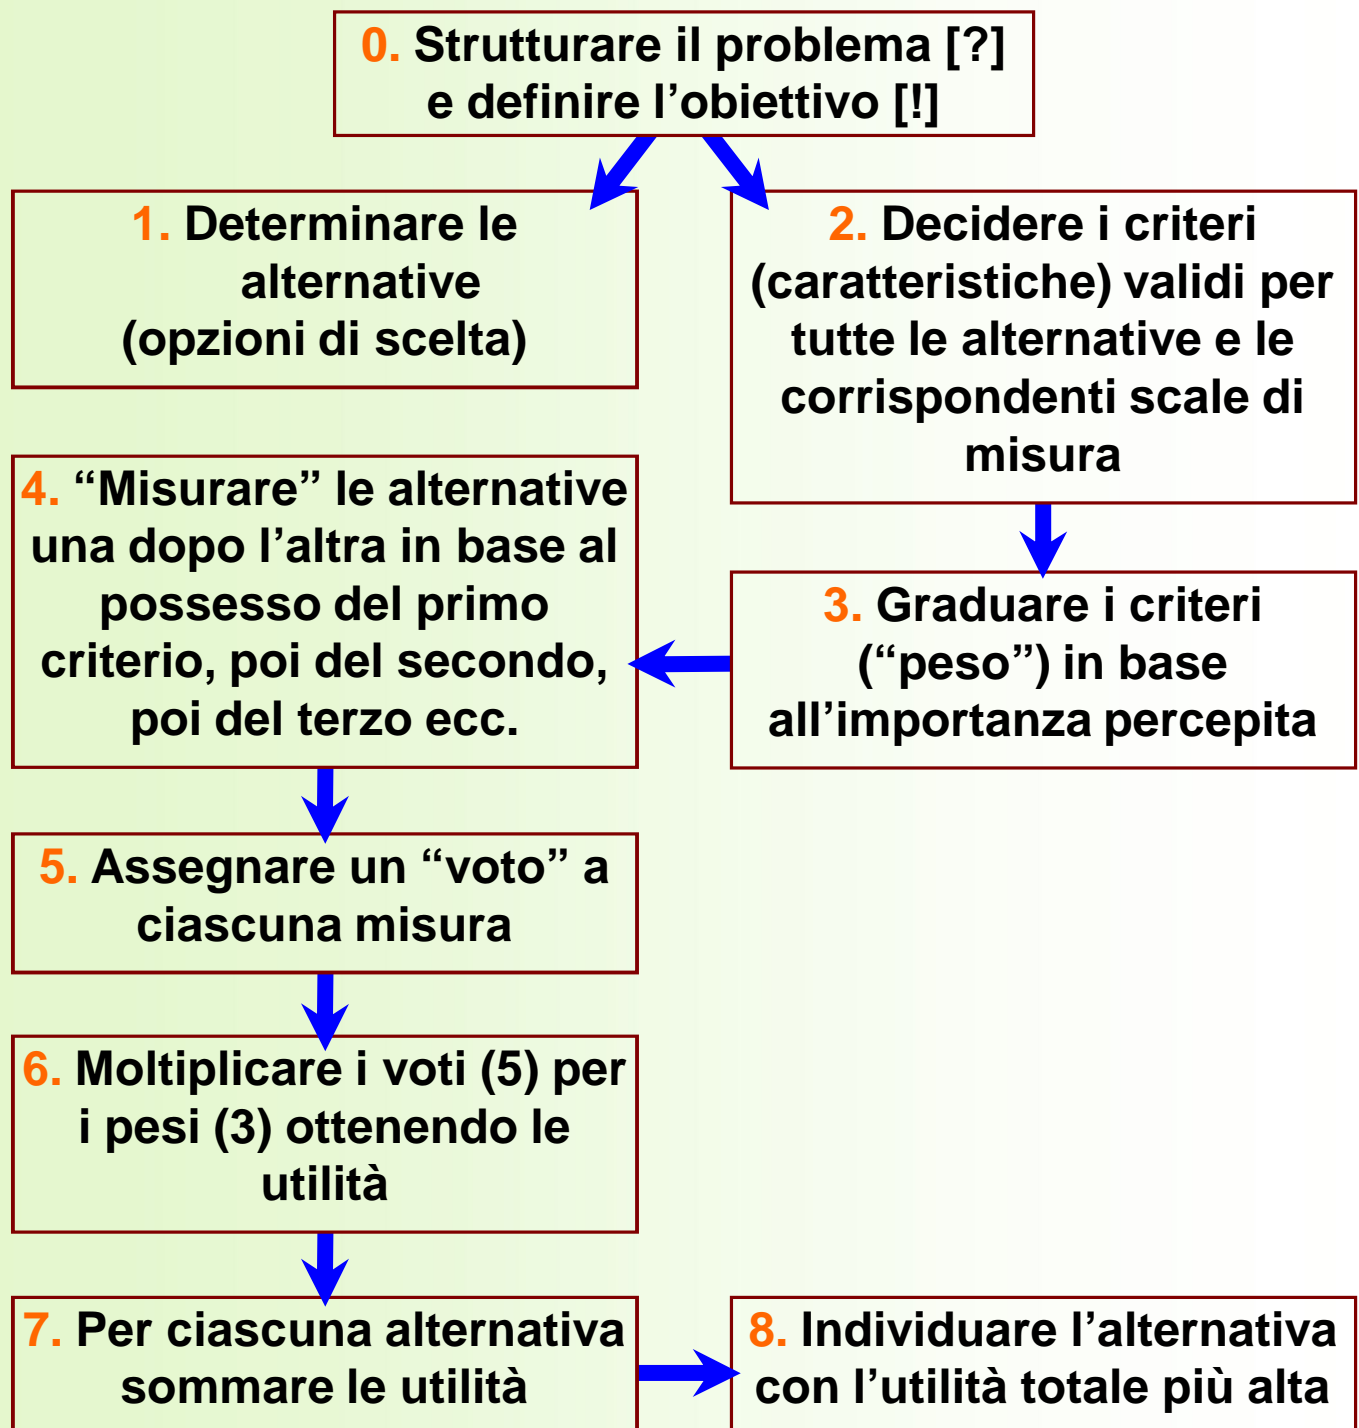 0. Strutturare il problema [?]
e definire l’obiettivo [!]
1. Determinare le
alternative
(opzioni di scelta)
2. Decidere i criteri
(caratteristiche) validi per
tutte le alternative e le
corrispondenti scale di
misura
3. Graduare i criteri
(“peso”) in base
all’importanza percepita
4. “Misurare” le alternative
una dopo l’altra in base al
possesso del primo
criterio, poi del secondo,
poi del terzo ecc.
5. Assegnare un “voto” a
ciascuna misura
6. Moltiplicare i voti (5) per
i pesi (3) ottenendo le
utilità
7. Per ciascuna alternativa
sommare le utilità
8. Individuare l’alternativa
con l’utilità totale più alta